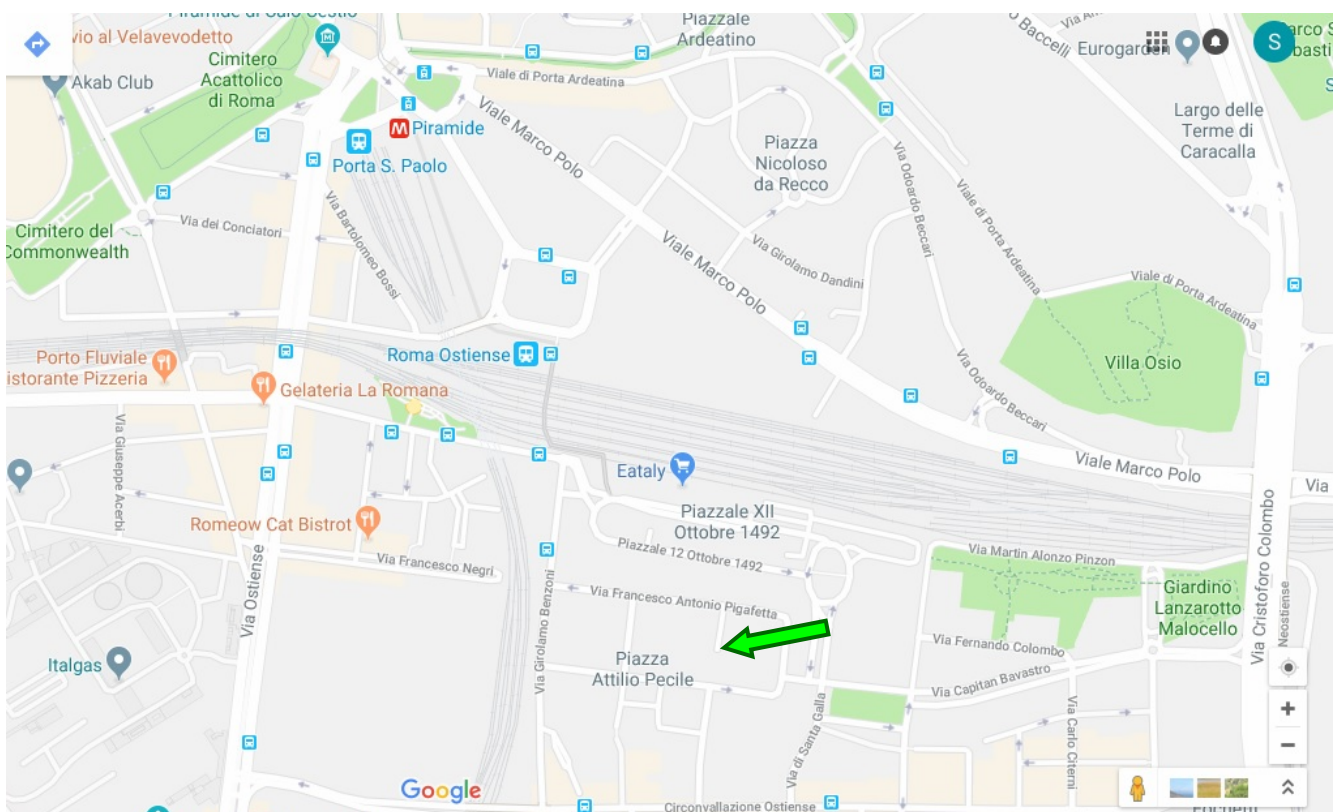 Piramide di Caio Cestio
vio al Velavevodetto
Akab Club
Cimitero
Acattolico
di Roma
Piazzale
Ardeatino
Baccelli
Eurogarden
S
Parco S
basti
S
Viale di Porta Ardeatina
M
Piramide
Porta S. Paolo
Viale Marco Polo
Largo delle
Terme di
Caracalla
Piazza
Nicoloso
da Recco
Via Odoardo Beccari
Viale di Porta Ardeatina
Via dei Conciatori
Via Bartolomeo Bossi
Cimitero del
Commonwealth
Viale Marco Polo
Via Girolamo Dandini
Viale di Porta Ardeatina
Porto Fluviale
istorante Pizzeria
Roma Ostiense
Villa Osio
Gelateria La Romana
Via Odoardo Beccari
Via Giuseppe Acerbi
Eataly
Viale Marco Polo
Via
Romeow Cat Bistrot
Piazzale XII
Ottobre 1492
Piazzale 12 Ottobre 1492
Via Francesco Negri
Via Martin Alonzo Pinzon
Via Ostiense
Via Girolamo Benzoni
Via Francesco Antonio Pigafetta
Giardino
Lanzarotto
Malocello
Via Cristoforo Colombo
Neostiense
Italgas
Piazza
Attilio Pecile
Via Fernando Colombo
Via Capitan Bavastro
Via di Santa Galla
Via Carlo Citerni
+
−
Google
Circonvallazione Ostiense